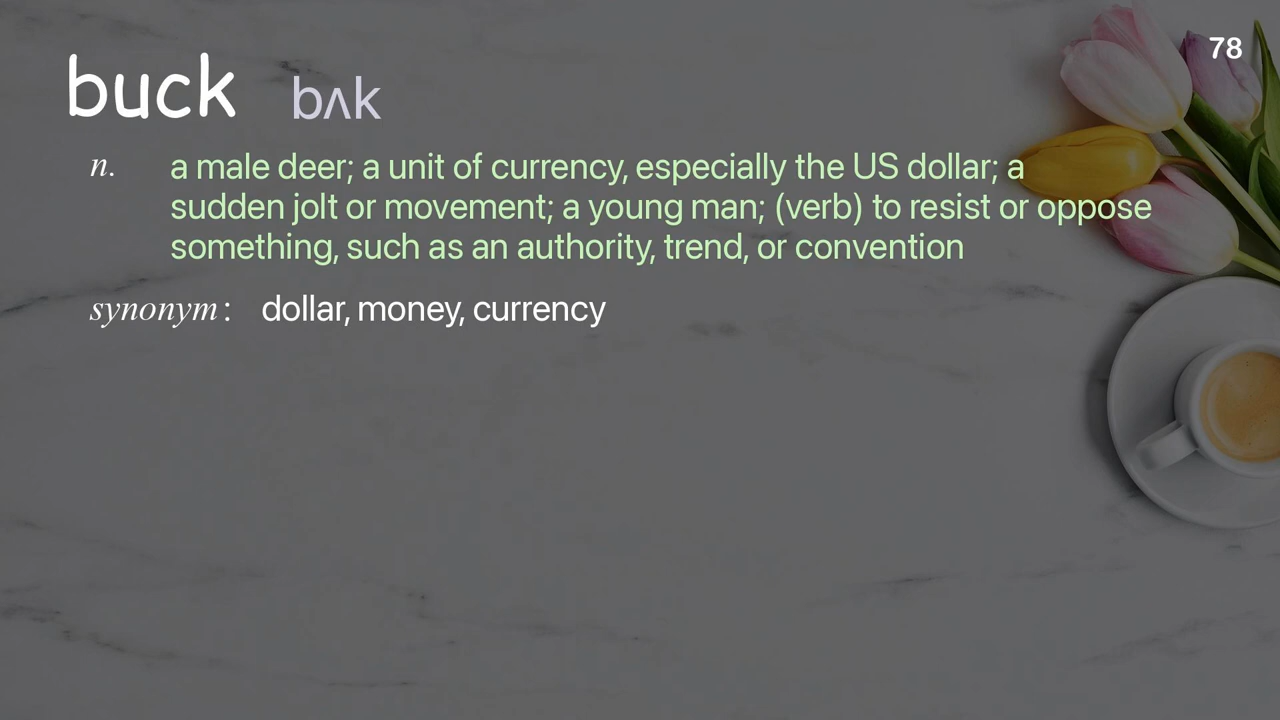 78
buck bʌk
n. a male deer; a unit of currency, especially the US dollar; a
sudden jolt or movement; a young man; (verb) to resist or oppose
something, such as an authority, trend, or convention
synonym: dollar, money, currency